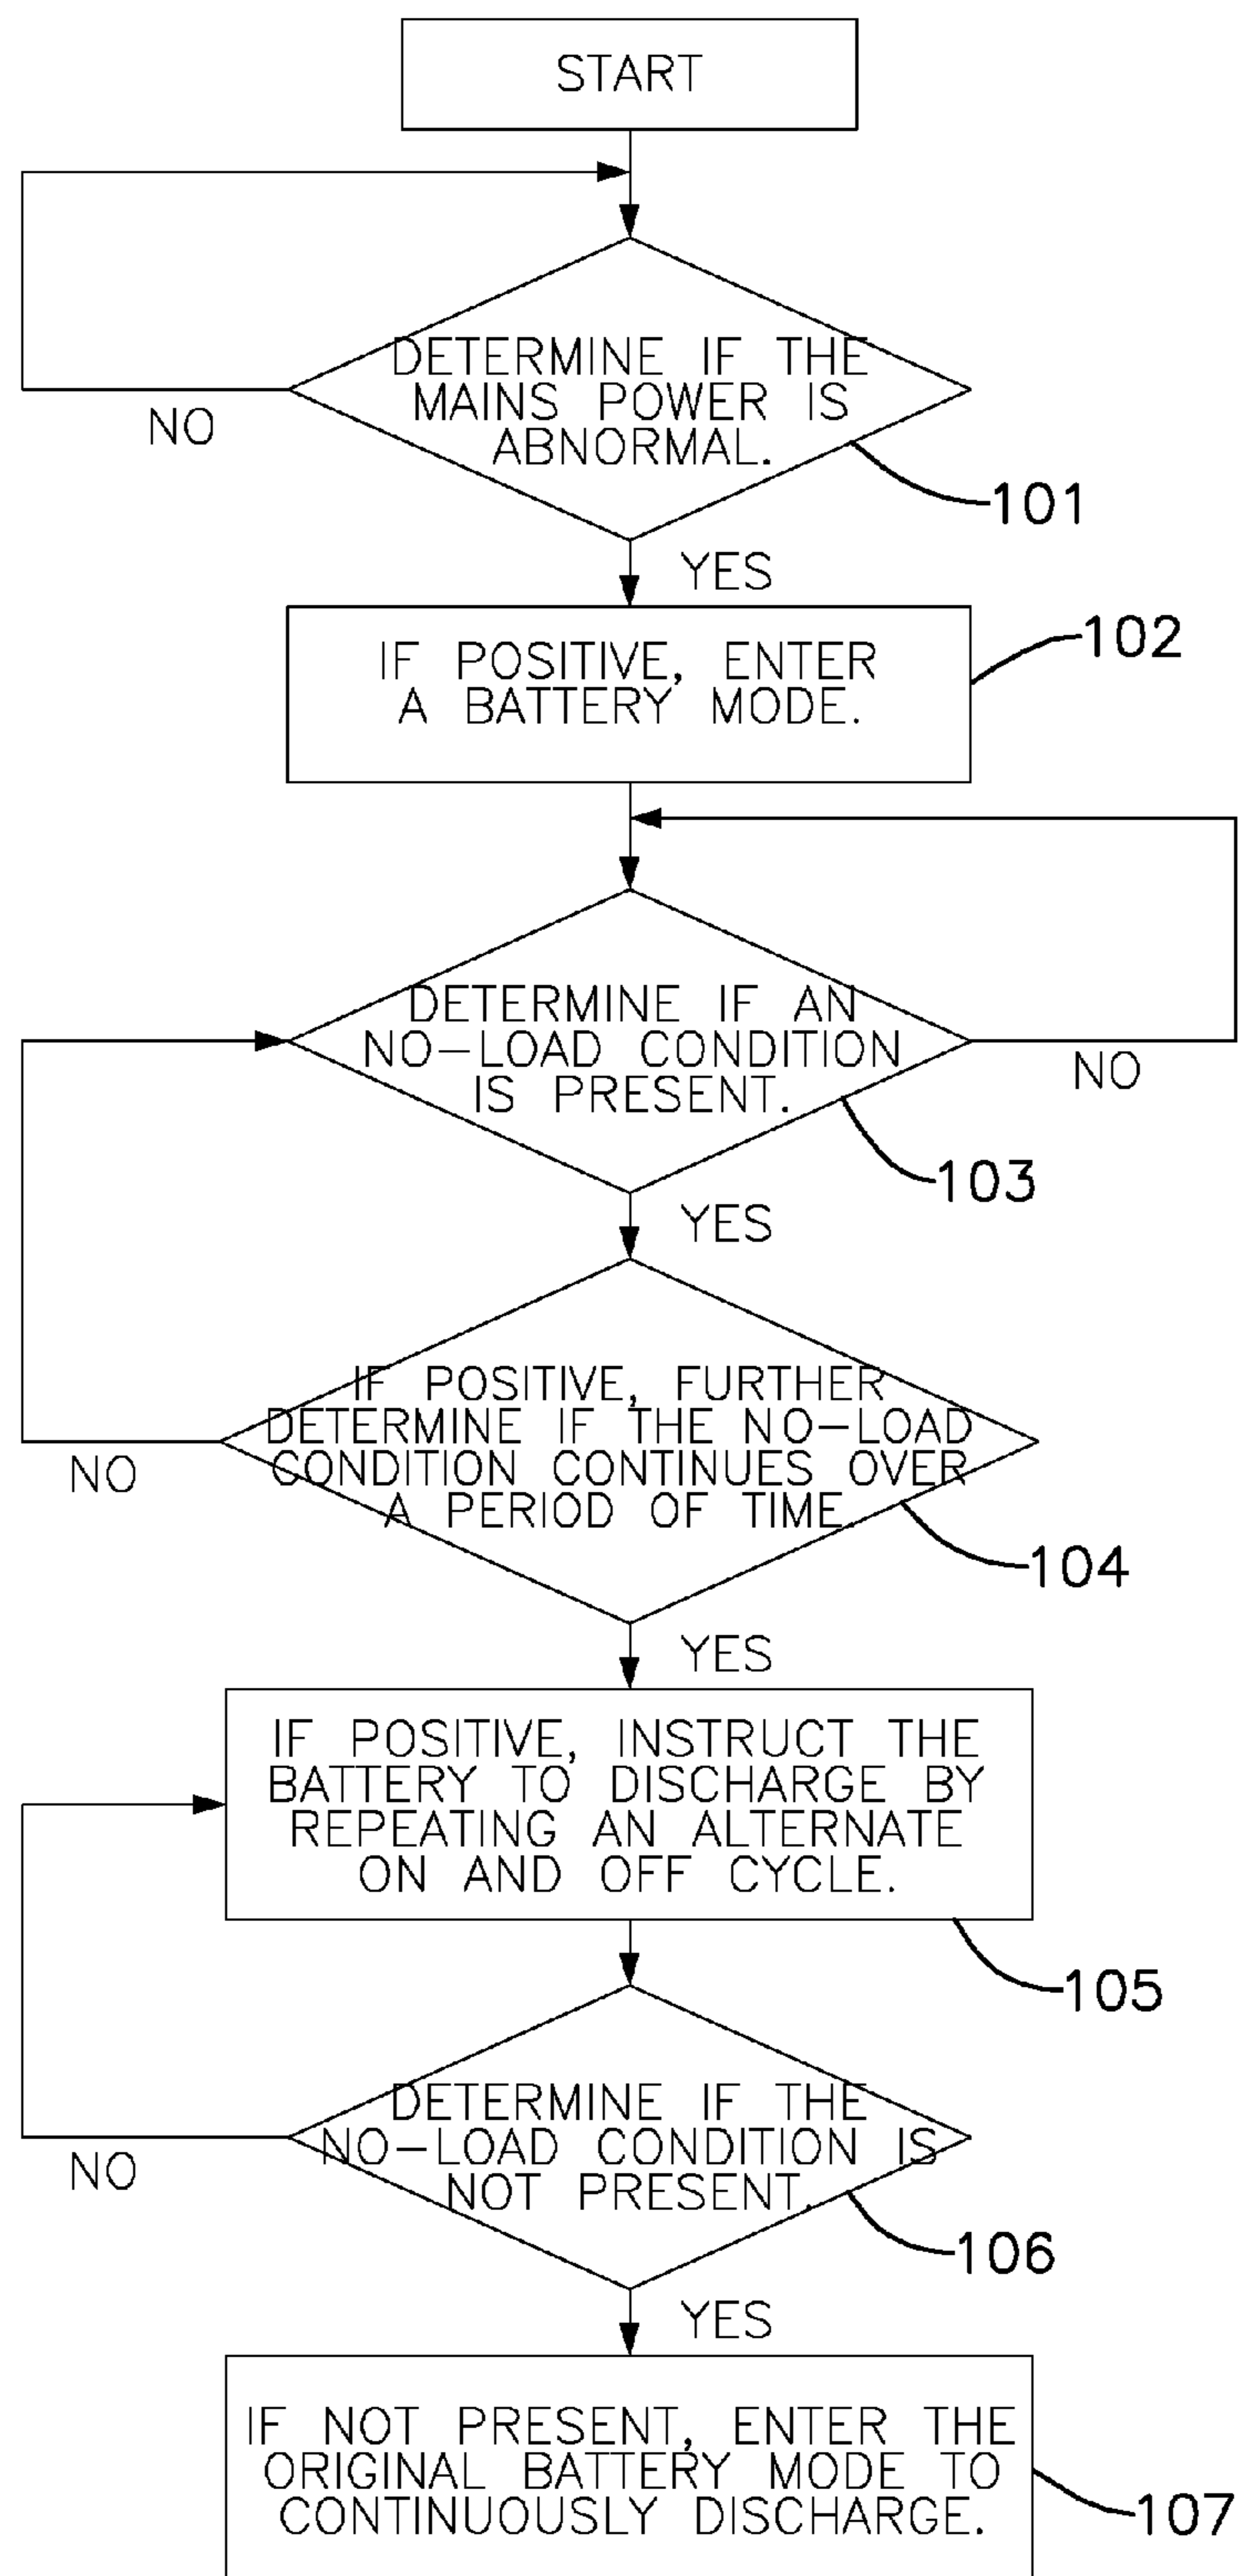 START
DETERMINE IF THE
MAINS POWER IS
ABNORMAL.
NO
101
YES
IF POSITIVE, ENTER
A BATTERY MODE.
102
DETERMINE IF AN
NO-LOAD CONDITION
IS PRESENT.
NO
103
YES
IF POSITIVE, FURTHER
DETERMINE IF THE NO-LOAD
CONDITION CONTINUES OVER
A PERIOD OF TIME.
NO
104
YES
IF POSITIVE, INSTRUCT THE
BATTERY TO DISCHARGE BY
REPEATING AN ALTERNATE
ON AND OFF CYCLE.
105
DETERMINE IF THE
NO-LOAD CONDITION IS
NOT PRESENT.
NO
106
YES
IF NOT PRESENT, ENTER THE
ORIGINAL BATTERY MODE TO
CONTINUOUSLY DISCHARGE.
107